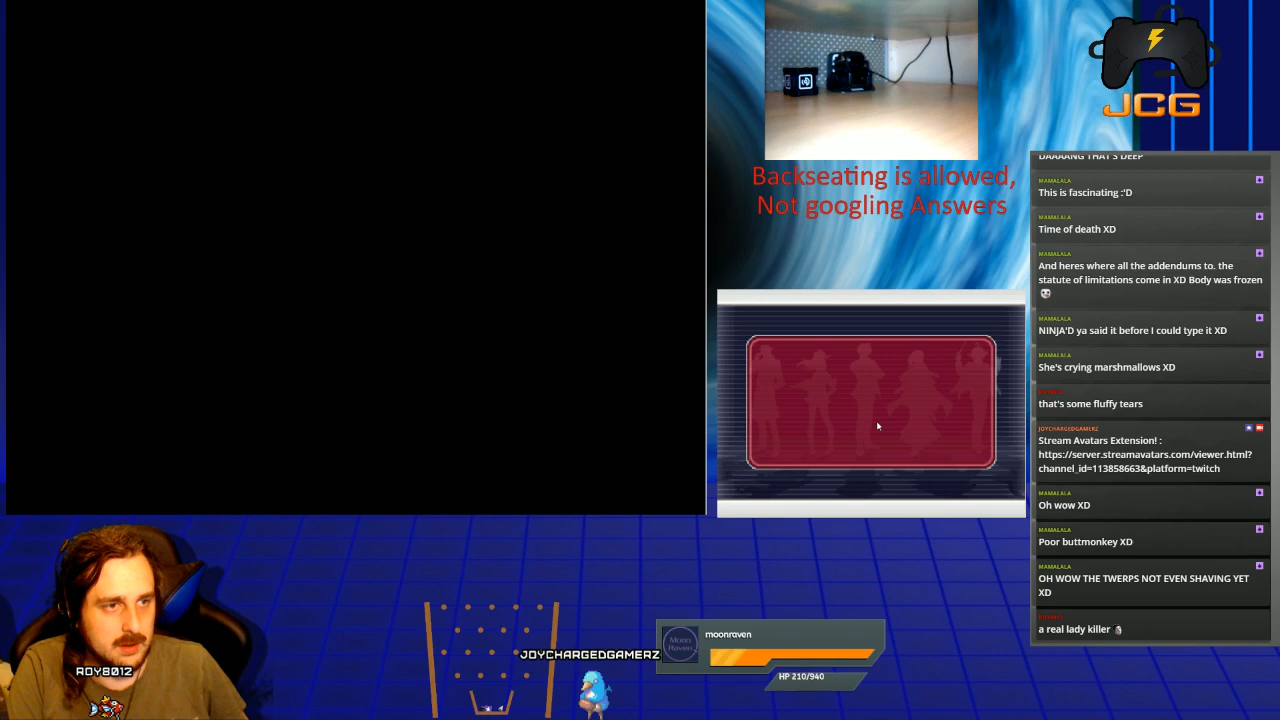 JCG
Backseating is allowed,
Not googling Answers
DAAAANG THAT'S DEEP
MAMALALA
This is fascinating :'D
MAMALALA
Time of death XD
MAMALALA
And heres where all the addendums to. the
statute of limitations come in XD Body was frozen
MAMALALA
NINJA'D ya said it before I could type it XD
MAMALALA
She's crying marshmallows XD
that's some fluffy tears
JOYCHARGEDGAMERZ
Stream Avatars Extension! :
https://server.streamavatars.com/viewer.html?
channel_id=113858663&platform=twitch
MAMALALA
Oh wow XD
MAMALALA
Poor buttmonkey XD
MAMALALA
OH WOW THE TWERPS NOT EVEN SHAVING YET
XD
a real lady killer
Moon
Raven
moonraven
HP 210/940
JOYCHARGEDGAMERZ
ROY8012